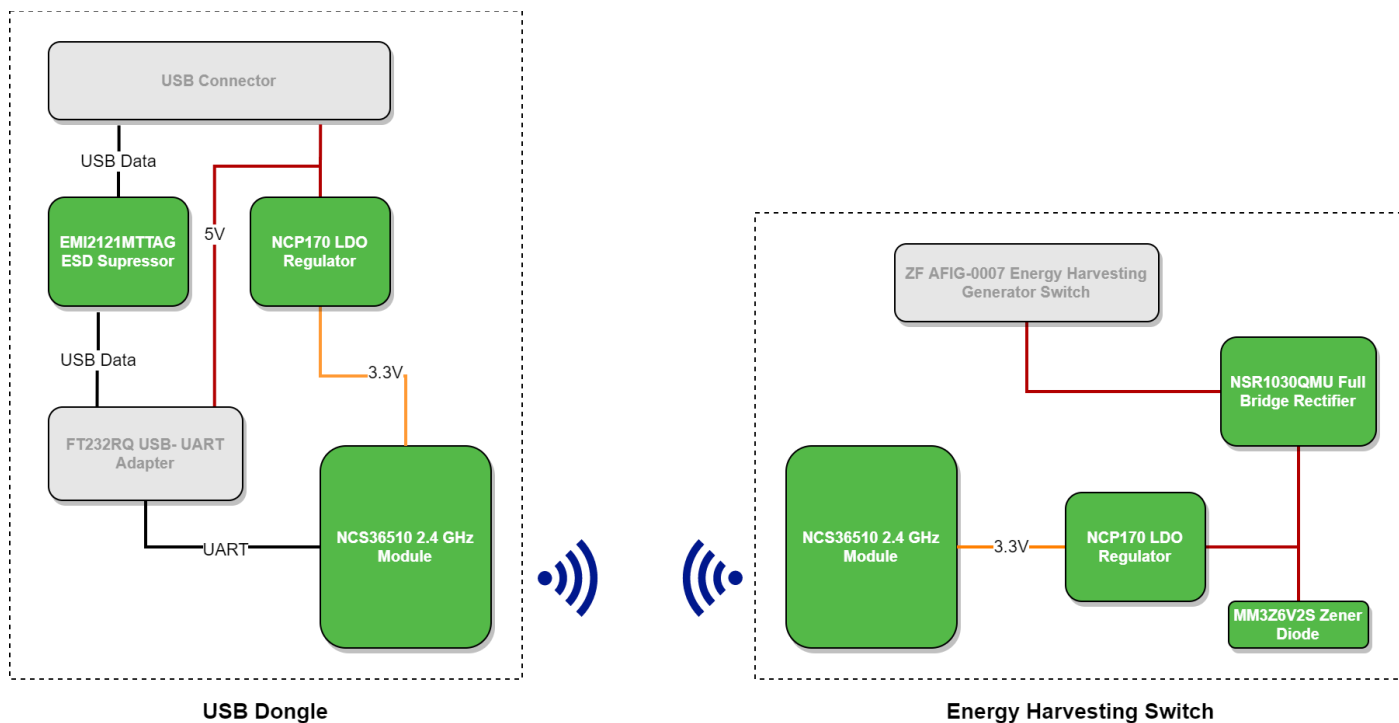 USB Connector
USB Data
EMI2121MTTAG
ESD Supressor
5V
NCP170 LDO
Regulator
USB Data
3.3V
FT232RQ USB- UART
Adapter
UART
NCS36510 2.4 GHz
Module
USB Dongle
ZF AFIG-0007 Energy Harvesting
Generator Switch
NSR1030QMU Full
Bridge Rectifier
NCS36510 2.4 GHz
Module
3.3V
NCP170 LDO
Regulator
MM3Z6V2S Zener
Diode
Energy Harvesting Switch